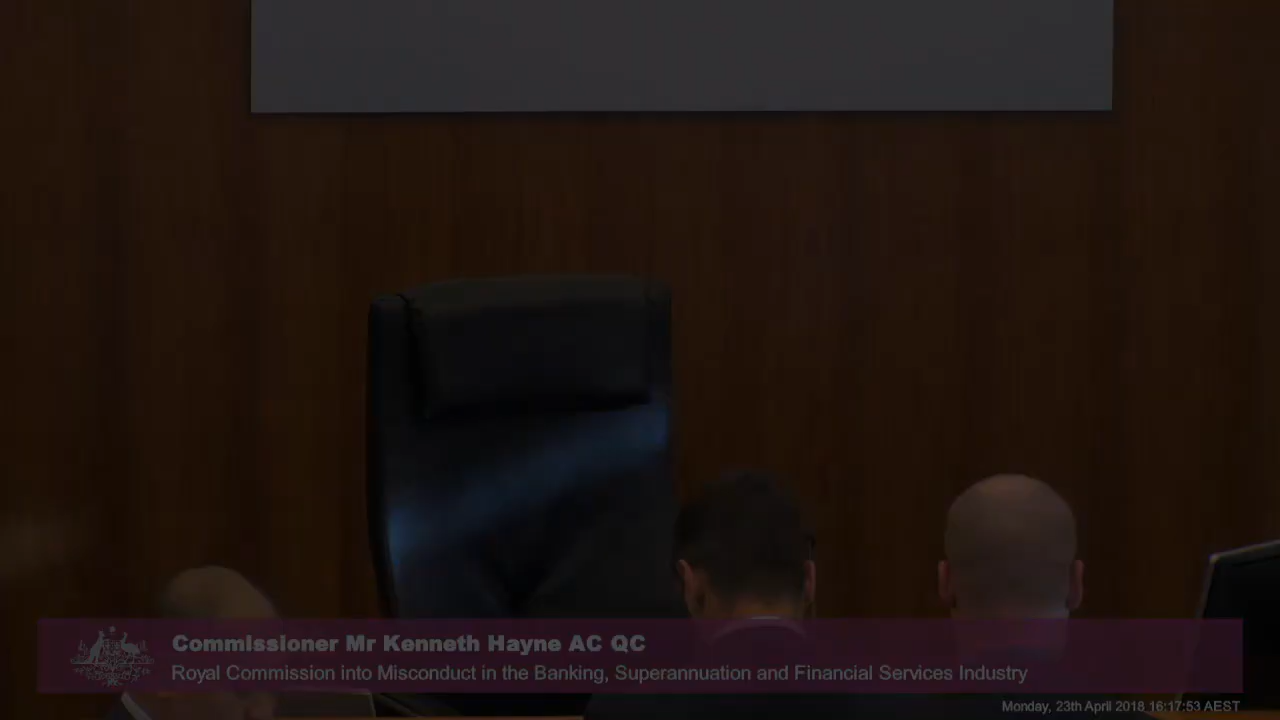 Commissioner Mr Kenneth Hayne AC QC
Royal Commission into Misconduct in the Banking, Superannuation and Financial Services Industry
Monday, 23th April 2018 16:17:53 AEST